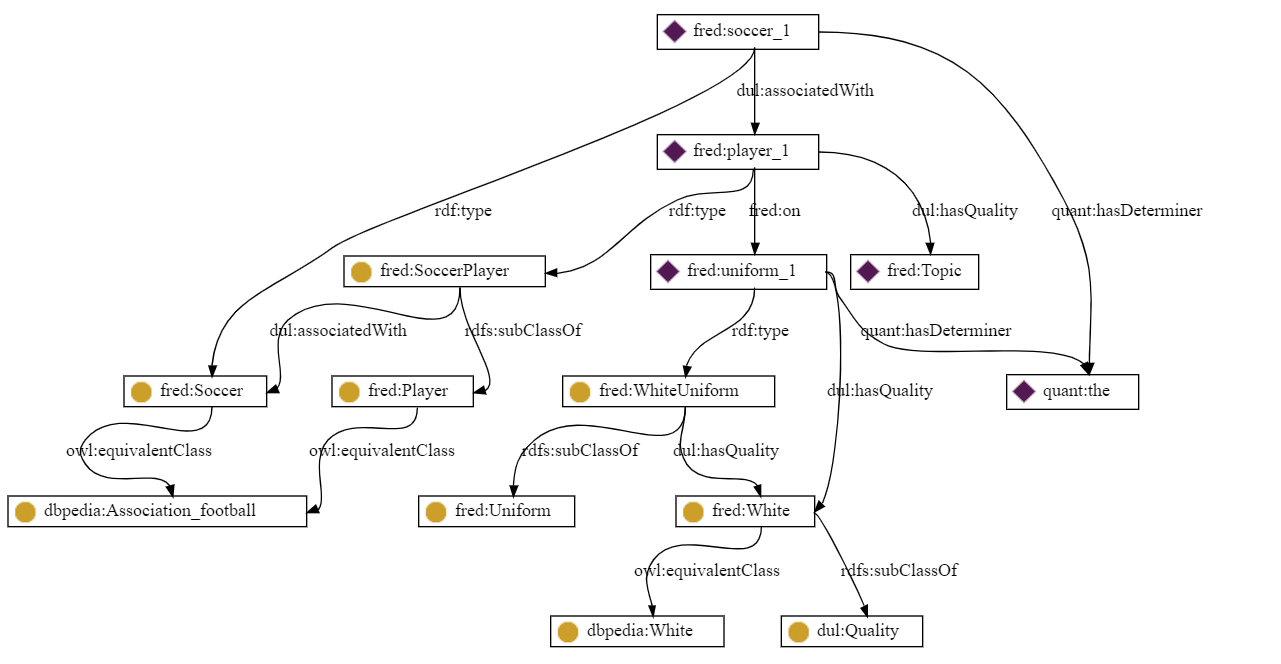 fred:soccer_1
dul:associatedWith
fred:player_1
rdf:type
rdf:type
fred:on
dul:hasQuality
quant:hasDeterminer
fred:SoccerPlayer
fred:uniform_1
fred:Topic
dul:associatedWith
rdfs:subClassOf
rdf:type
quant:hasDeterminer
fred:Soccer
fred:Player
fred:WhiteUniform
dul:hasQuality
quant:the
owl:equivalentClass
owl:equivalentClass
rdfs:subClassOf
dul:hasQuality
dbpedia:Association_football
fred:Uniform
fred:White
owl:equivalentClass
rdfs:subClassOf
dbpedia:White
dul:Quality